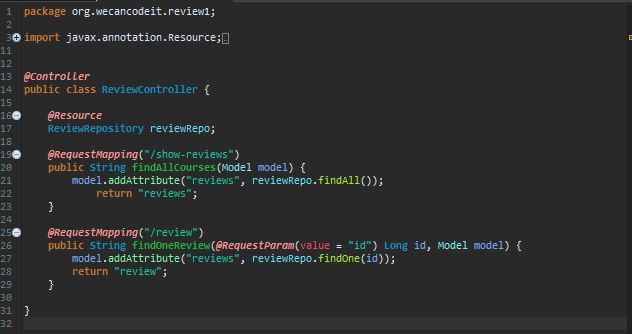 1 package org.wecancodeit.review1;
2
3 import javax.annotation.Resource;
11
12
13 @Controller
14 public class ReviewController {
15
16     @Resource
17     ReviewRepository reviewRepo;
18
19     @RequestMapping("/show-reviews")
20     public String findAllCourses(Model model) {
21         model.addAttribute("reviews", reviewRepo.findAll());
22             return "reviews";
23     }
24
25     @RequestMapping("/review")
26     public String findOneReview(@RequestParam(value = "id") Long id, Model model) {
27         model.addAttribute("reviews", reviewRepo.findOne(id));
28         return "review";
29     }
30
31 }
32